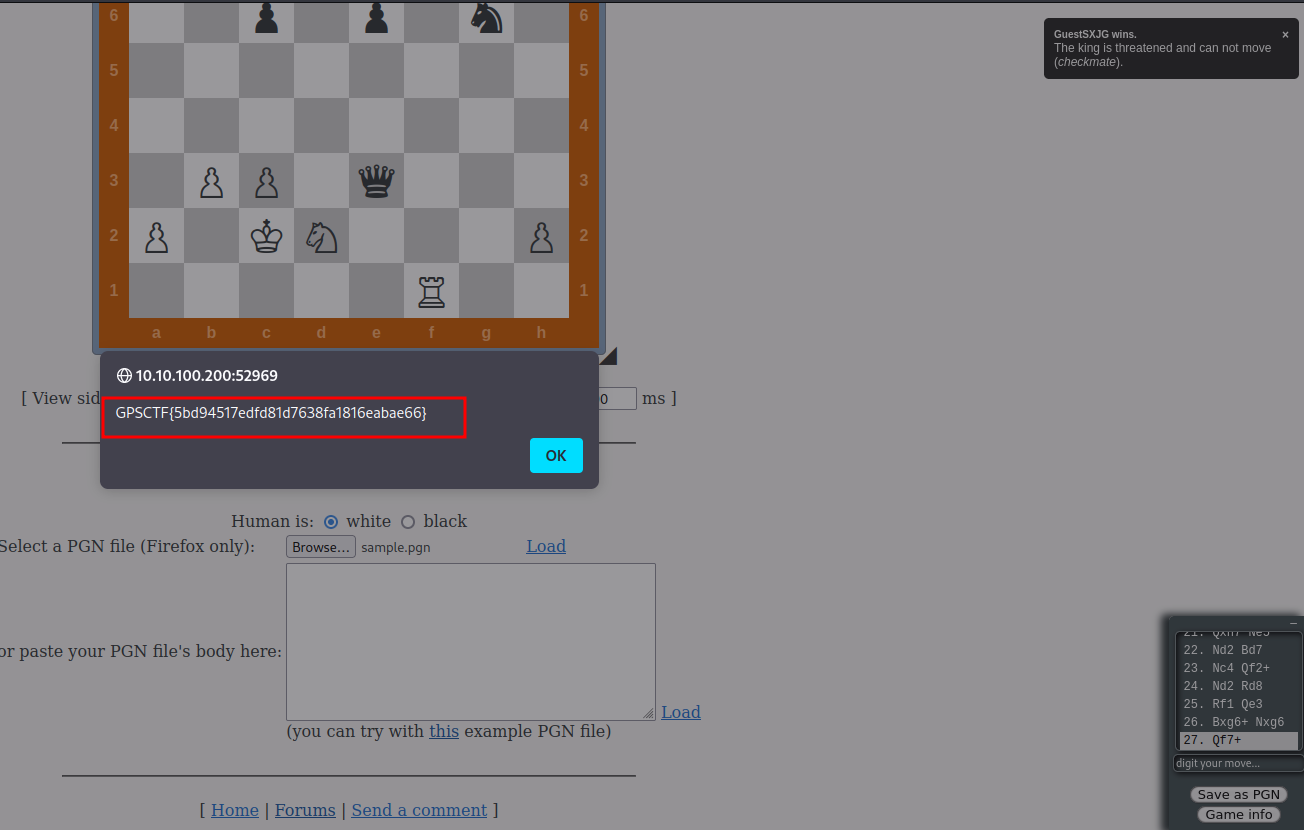 6 6
GuestSXJG wins. ×
The king is threatened and can not move
(checkmate).
5 5
4 4
3 3
2 2
1 1
a b c d e f g h
10.10.100.200:52969
[ View sid 0 ms ]
GPSCTF{5bd94517edfd81d7638fa1816eabae66}
OK
Human is: white black
Select a PGN file (Firefox only): Browse... sample.pgn Load
or paste your PGN file's body here:
Load
(you can try with this example PGN file)
[ Home | Forums | Send a comment ]
21. Qxh7 Ne5
22. Nd2 Bd7
23. Nc4 Qf2+
24. Nd2 Rd8
25. Rf1 Qe3
26. Bxg6+ Nxg6
27. Qf7+
digit your move...
Save as PGN
Game info